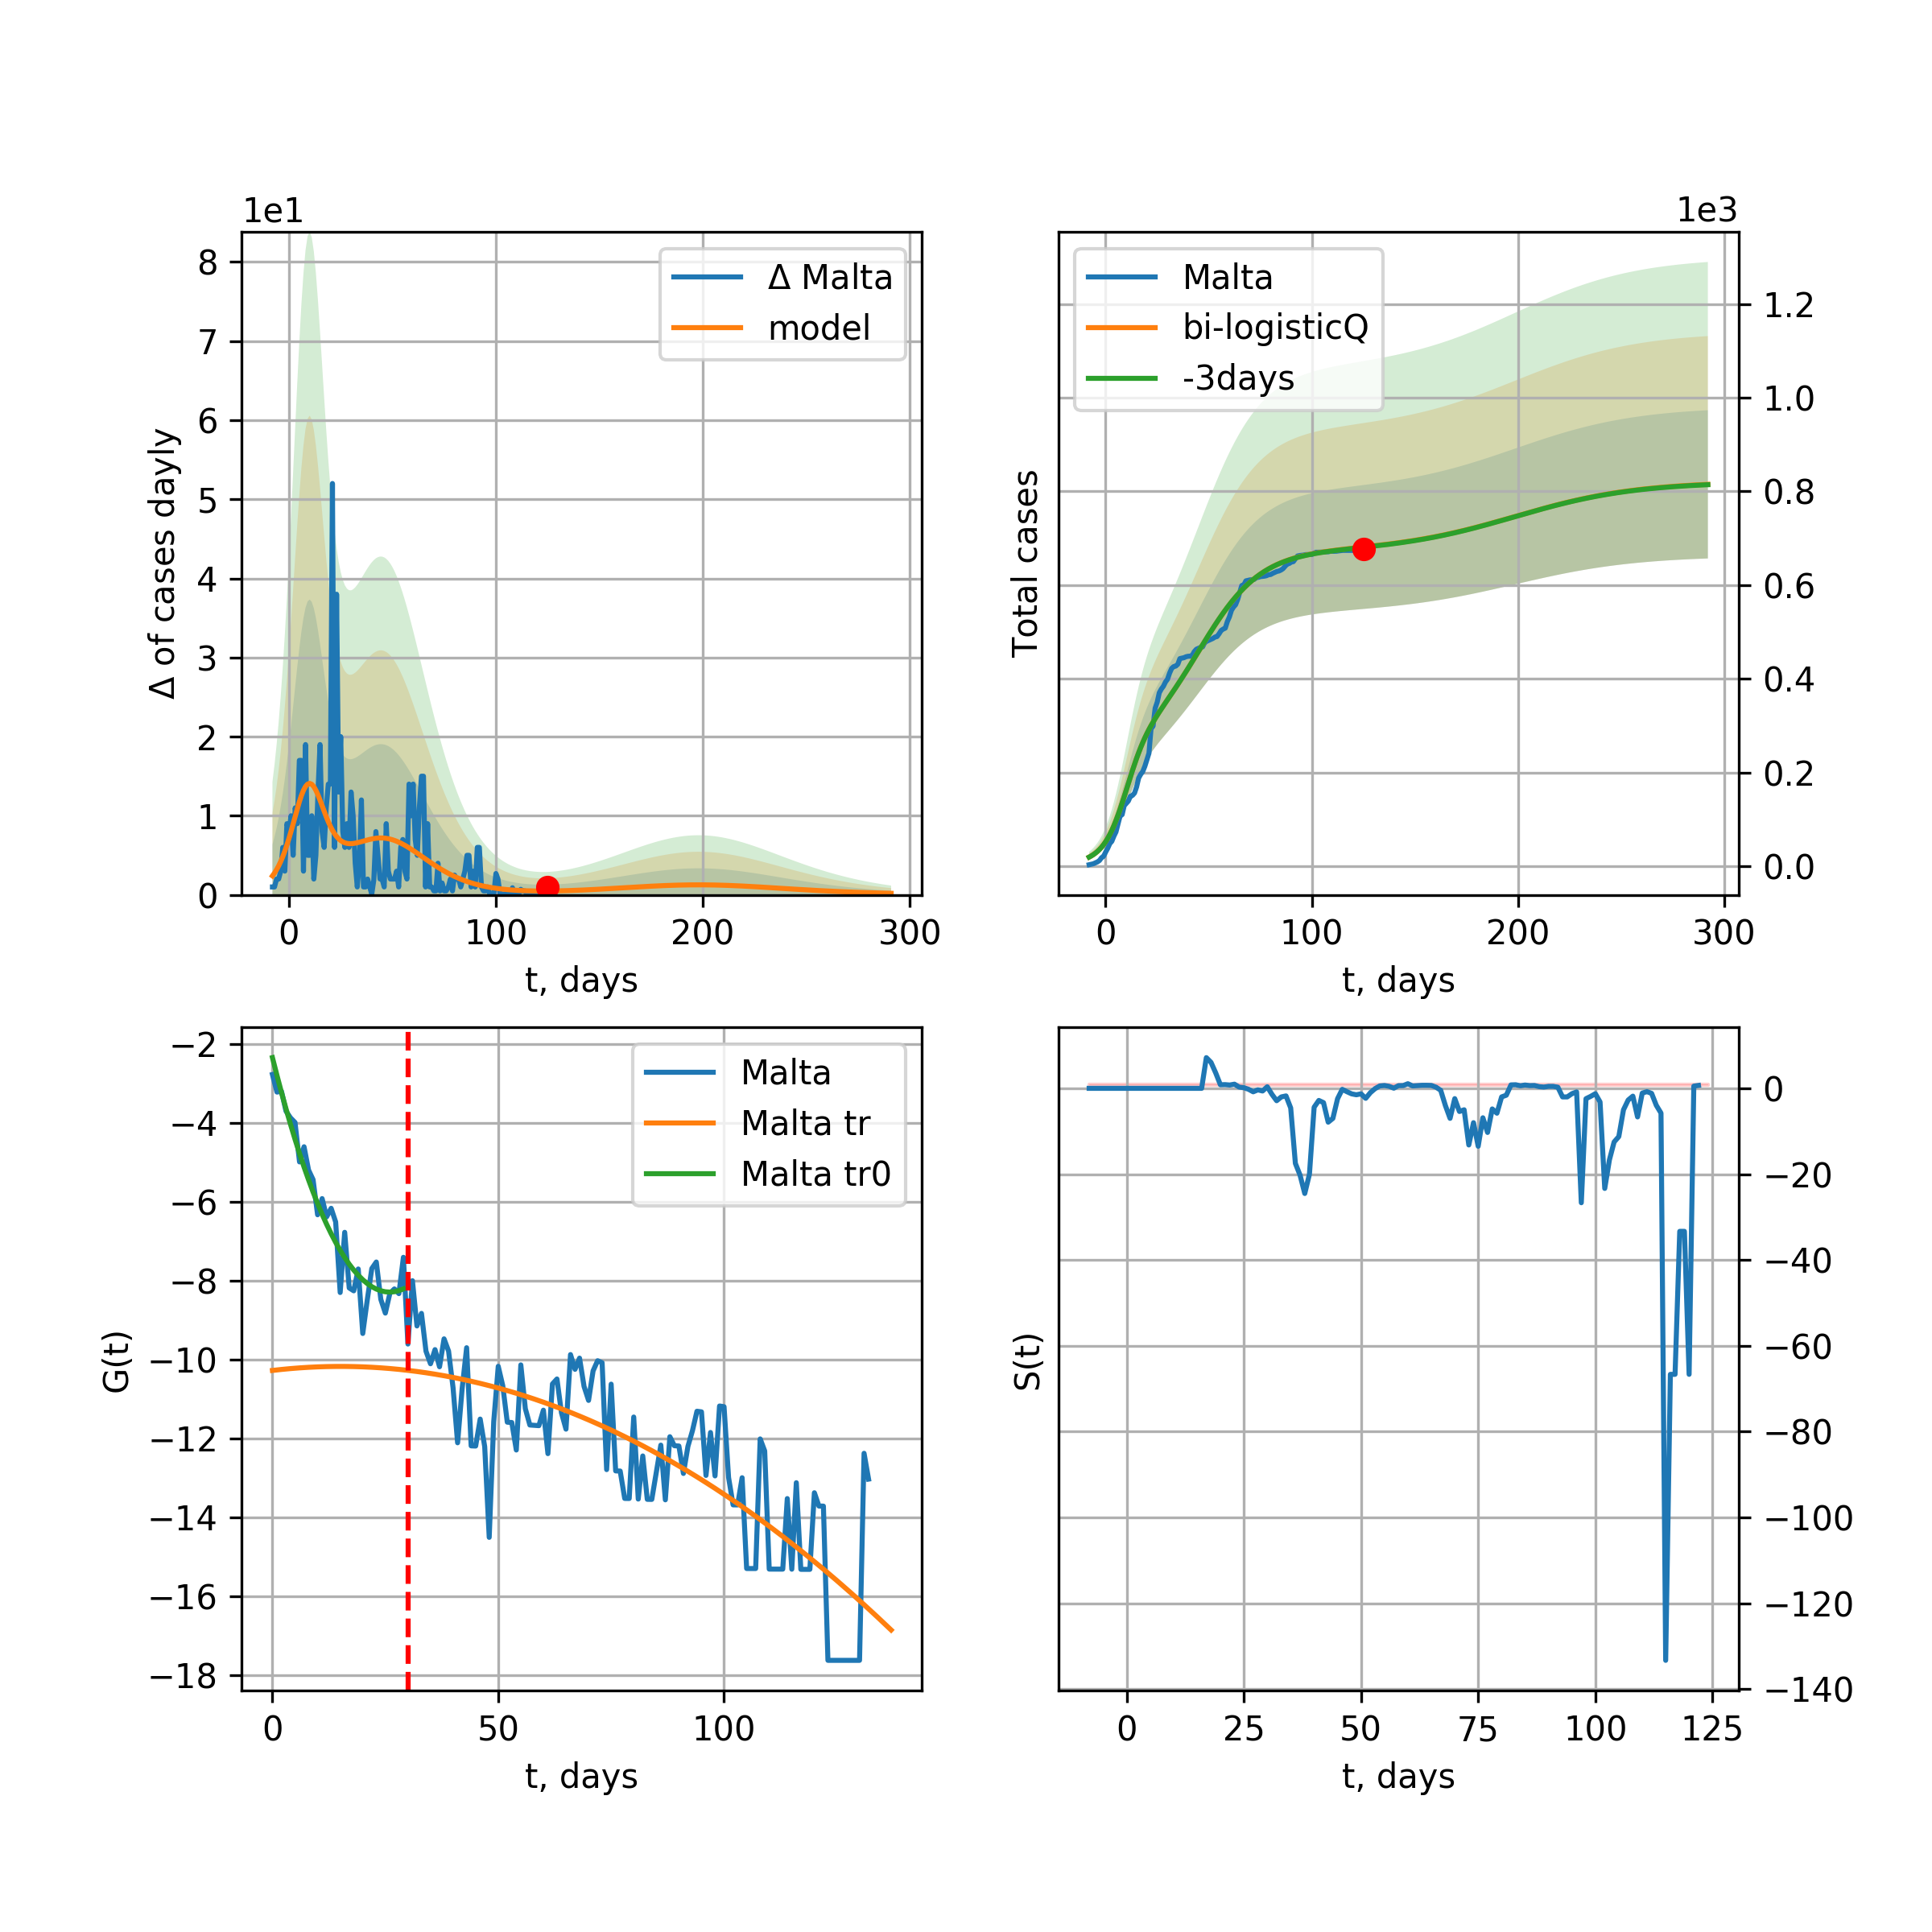 1e1
8
7
6
5
4
3
2
1
0
Δ of cases dayly
Δ Malta
model
0 100 200 300
t, days
1e3
Malta
bi-logisticQ
-3days
Total cases
1.2
1.0
0.8
0.6
0.4
0.2
0.0
0 100 200 300
t, days
−2
−4
−6
−8
−10
−12
−14
−16
−18
G(t)
Malta
Malta tr
Malta tr0
0 50 100
t, days
S(t)
0
−20
−40
−60
−80
−100
−120
−140
0 25 50 75 100 125
t, days